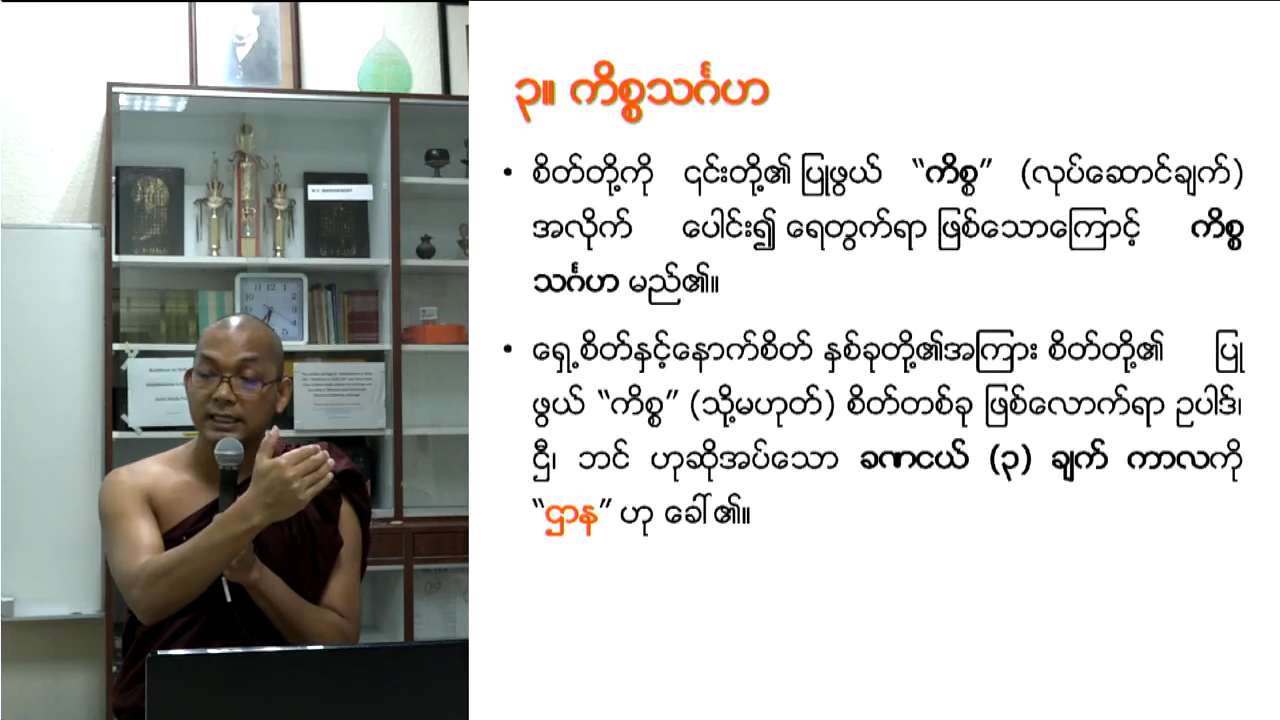 ၃။ ကိစ္စသင်္ဂဟ
• စိတ်တို့ကို ၎င်းတို့၏ ပြုဖွယ် “ကိစ္စ” (လုပ်ဆောင်ချက်)
အလိုက် ပေါင်း၍ ရေတွက်ရာ ဖြစ်သောကြောင့် ကိစ္စ
သင်္ဂဟ မည်၏။
• ရှေ့စိတ်နှင့်နောက်စိတ် နှစ်ခုတို့၏အကြား စိတ်တို့၏ ပြု
ဖွယ် “ကိစ္စ” (သို့မဟုတ်) စိတ်တစ်ခု ဖြစ်လောက်ရာ ဥပါဒ်၊
ဌီ၊ ဘင် ဟုဆိုအပ်သော ခဏငယ် (၃) ချက် ကာလကို
“ဌာန” ဟု ခေါ်၏။